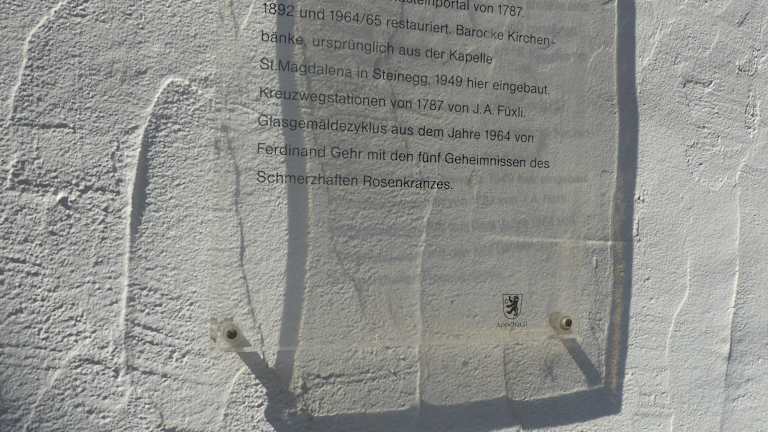 von 1787.
1892 und 1964/65 restauriert. Barocke Kirchen-
bänke, ursprünglich aus der Kapelle
St. Magdalena in Steinegg, 1949 hier eingebaut.
Kreuzwegstationen von 1787 von J. A. Füxli.
Glasgemäldezyklus aus dem Jahre 1964 von
Ferdinand Gehr mit den fünf Geheimnissen des
Schmerzhaften Rosenkranzes.